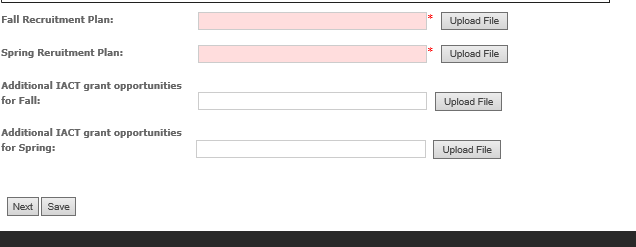 Fall Recruitment Plan: * Upload File
Spring Reruitment Plan: * Upload File
Additional IACT grant opportunities
for Fall: Upload File
Additional IACT grant opportunities
for Spring: Upload File
Next Save